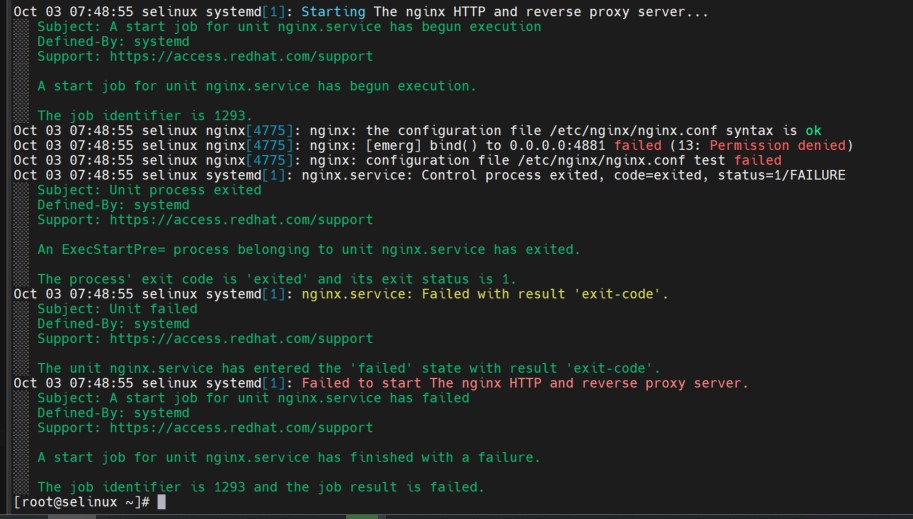 Oct 03 07:48:55 selinux systemd[1]: Starting The nginx HTTP and reverse proxy server...
Subject: A start job for unit nginx.service has begun execution
Defined-By: systemd
Support: https://access.redhat.com/support
A start job for unit nginx.service has begun execution.
The job identifier is 1293.
Oct 03 07:48:55 selinux nginx[4775]: nginx: the configuration file /etc/nginx/nginx.conf syntax is ok
Oct 03 07:48:55 selinux nginx[4775]: nginx: [emerg] bind() to 0.0.0.0:4881 failed (13: Permission denied)
Oct 03 07:48:55 selinux nginx[4775]: nginx: configuration file /etc/nginx/nginx.conf test failed
Oct 03 07:48:55 selinux systemd[1]: nginx.service: Control process exited, code=exited, status=1/FAILURE
Subject: Unit process exited
Defined-By: systemd
Support: https://access.redhat.com/support
An ExecStartPre= process belonging to unit nginx.service has exited.
The process' exit code is 'exited' and its exit status is 1.
Oct 03 07:48:55 selinux systemd[1]: nginx.service: Failed with result 'exit-code'.
Subject: Unit failed
Defined-By: systemd
Support: https://access.redhat.com/support
The unit nginx.service has entered the 'failed' state with result 'exit-code'.
Oct 03 07:48:55 selinux systemd[1]: Failed to start The nginx HTTP and reverse proxy server.
Subject: A start job for unit nginx.service has failed
Defined-By: systemd
Support: https://access.redhat.com/support
A start job for unit nginx.service has finished with a failure.
The job identifier is 1293 and the job result is failed.
[root@selinux ~]#